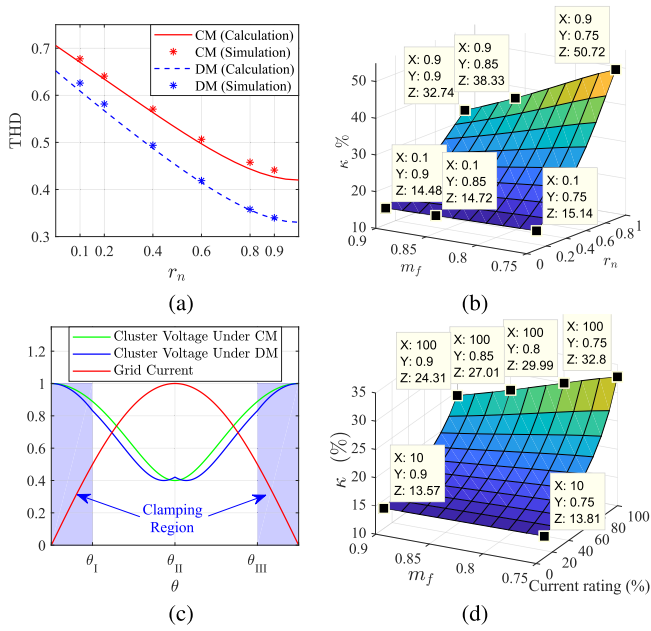 CM (Calculation)
CM (Simulation)
DM (Calculation)
DM (Simulation)
0.7
0.6
0.5
0.4
0.3
THD
0.1 0.2 0.4 0.6 0.8 0.9
r_n
(a)
X: 0.9
Y: 0.9
Z: 32.74
X: 0.9
Y: 0.85
Z: 38.33
X: 0.9
Y: 0.75
Z: 50.72
X: 0.1
Y: 0.9
Z: 14.48
X: 0.1
Y: 0.85
Z: 14.72
X: 0.1
Y: 0.75
Z: 15.14
50
40
30
20
10
κ %
0.9 0.85 0.8 0.75
m_f
0 0.2 0.4 0.6 0.8 1
r_n
(b)
Cluster Voltage Under CM
Cluster Voltage Under DM
Grid Current
1
0.8
0.6
0.4
0.2
0
Clamping
Region
θ_I θ_II θ_III
θ
(c)
X: 100
Y: 0.9
Z: 24.31
X: 100
Y: 0.85
Z: 27.01
X: 100
Y: 0.8
Z: 29.99
X: 100
Y: 0.75
Z: 32.8
X: 10
Y: 0.9
Z: 13.57
X: 10
Y: 0.75
Z: 13.81
35
30
25
20
15
10
κ ((%)
0.9 0.85 0.8 0.75
m_f
0 20 40 60 80 100
Current rating (%)
(d)